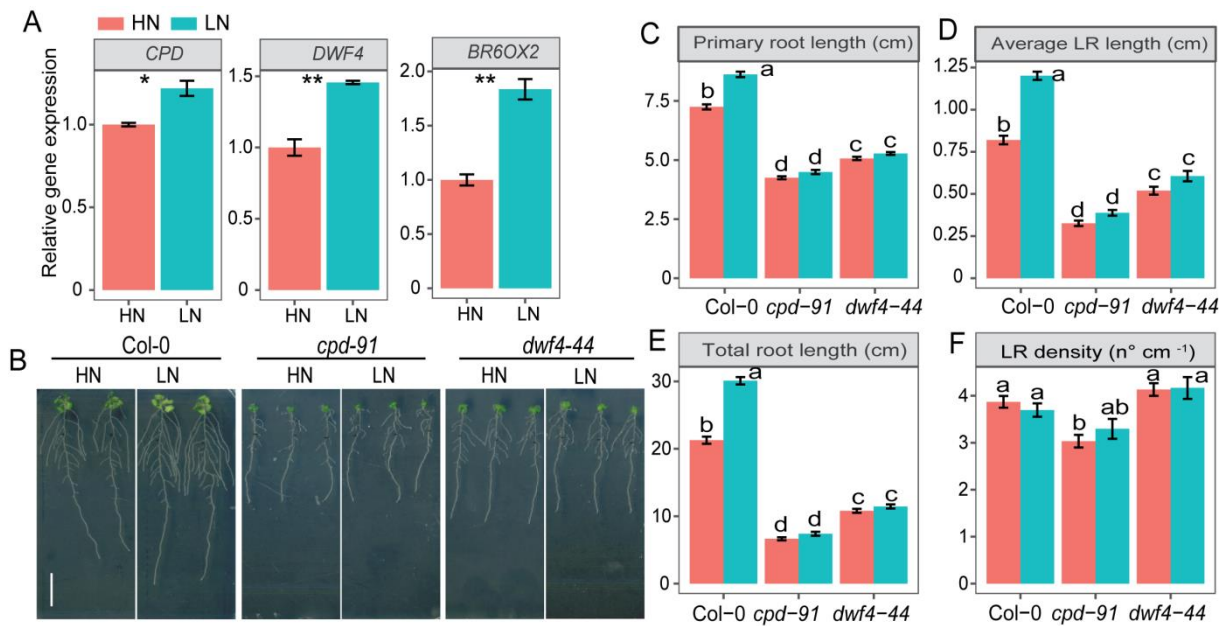 A
HN LN
CPD
DWF4
BR6OX2
Relative gene expression
*
**
**
1.0
0
1.5
1.0
0.5
0
2.0
1.5
1.0
0
HN LN
HN LN
HN LN
B
Col-0 cpd-91 dwf4-44
HN LN HN LN HN LN
C
Primary root length (cm)
7.5
5.0
2.5
0
b a d d c c
Col-0 cpd-91 dwf4-44
D
Average LR length (cm)
1.25
1.00
0.75
0.50
0.25
0
b a d d c c
Col-0 cpd-91 dwf4-44
E
Total root length (cm)
30
20
10
0
b a d d c c
Col-0 cpd-91 dwf4-44
F
LR density (n° cm ⁻¹)
4
3
2
1
0
a a b ab a a
Col-0 cpd-91 dwf4-44